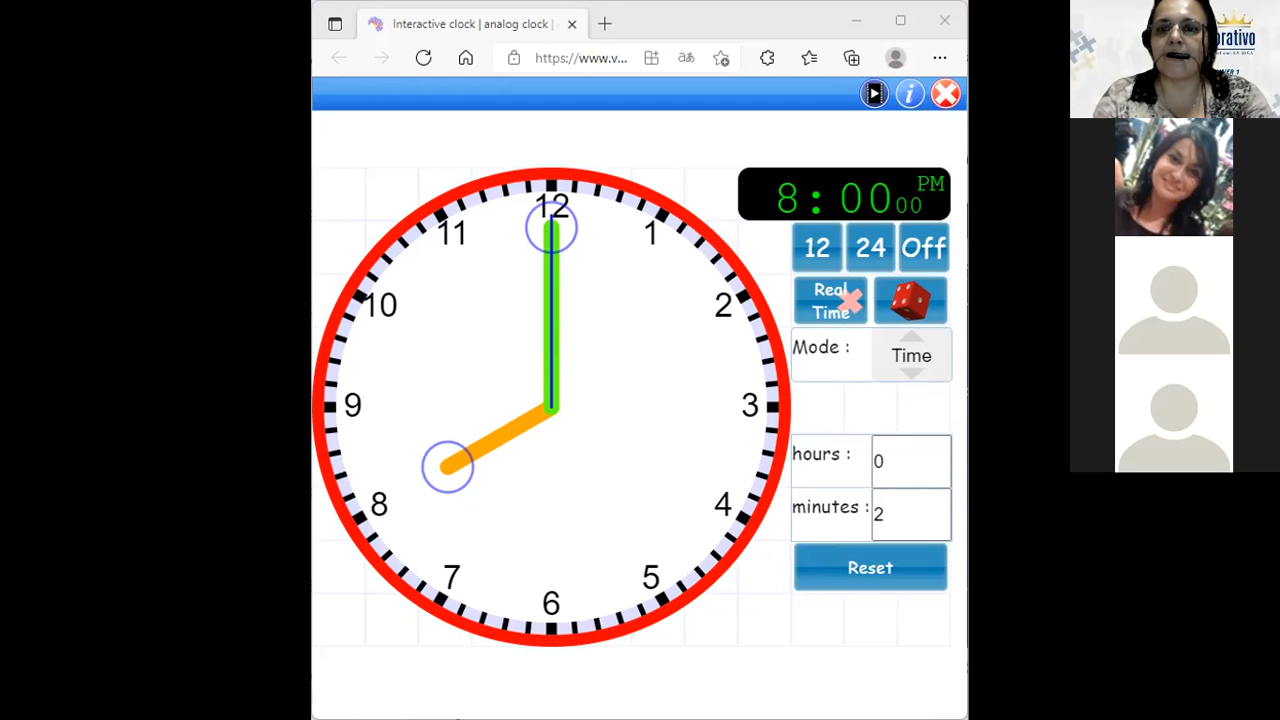 Interactive clock | analog clock |
https://www.v...
12
11
1
10
2
9
3
8
4
7
5
6
8:00 00 PM
12 24 Off
Real
Time
Mode : Time
hours : 0
minutes : 2
Reset
orativo